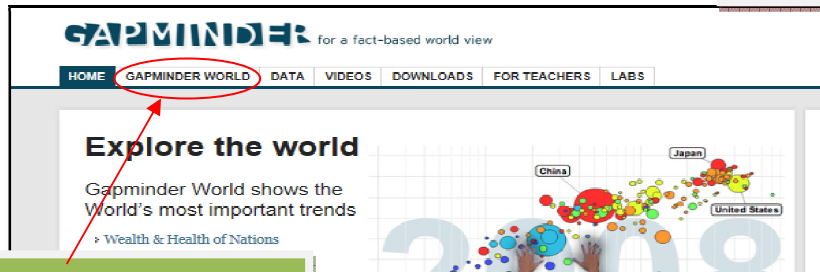 GAPMINDER for a fact-based world view
HOME GAPMINDER WORLD DATA VIDEOS DOWNLOADS FOR TEACHERS LABS
Explore the world
Gapminder World shows the
World's most important trends
Wealth & Health of Nations
Japan
China
United States
2008